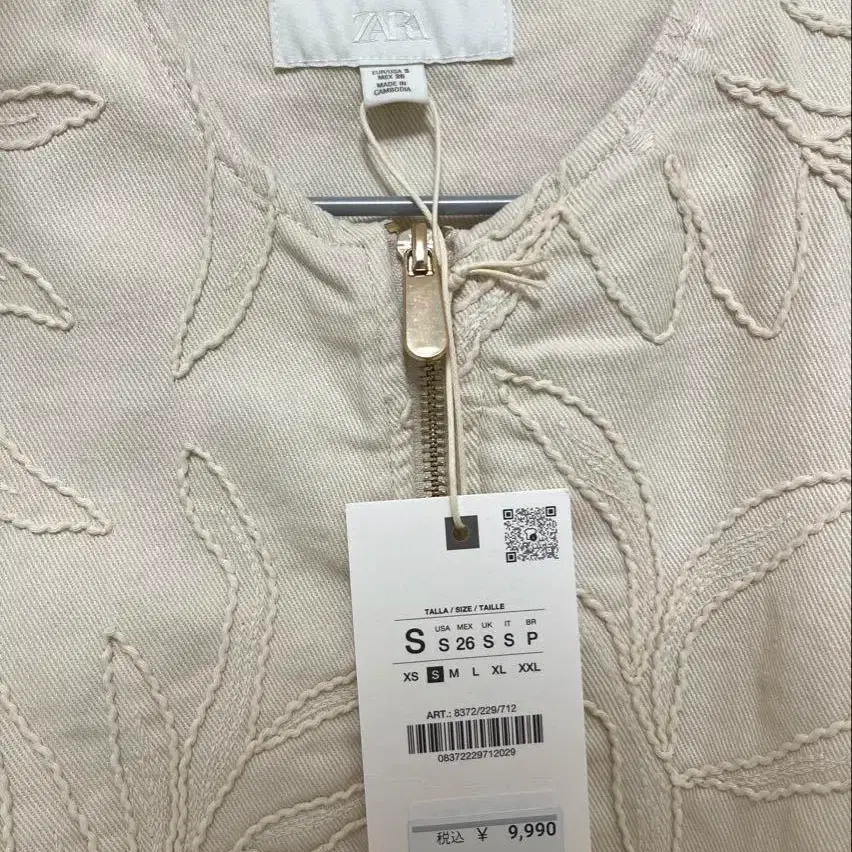 ZARA
EUR/USA S
MEX 26
MADE IN
CAMBODIA
TALLA / SIZE / TAILLE
USA MEX UK IT BR
S S 26 S S P
XS S M L XL XXL
ART.: 8372/229/712
08372229712029
税込 ¥ 9,990